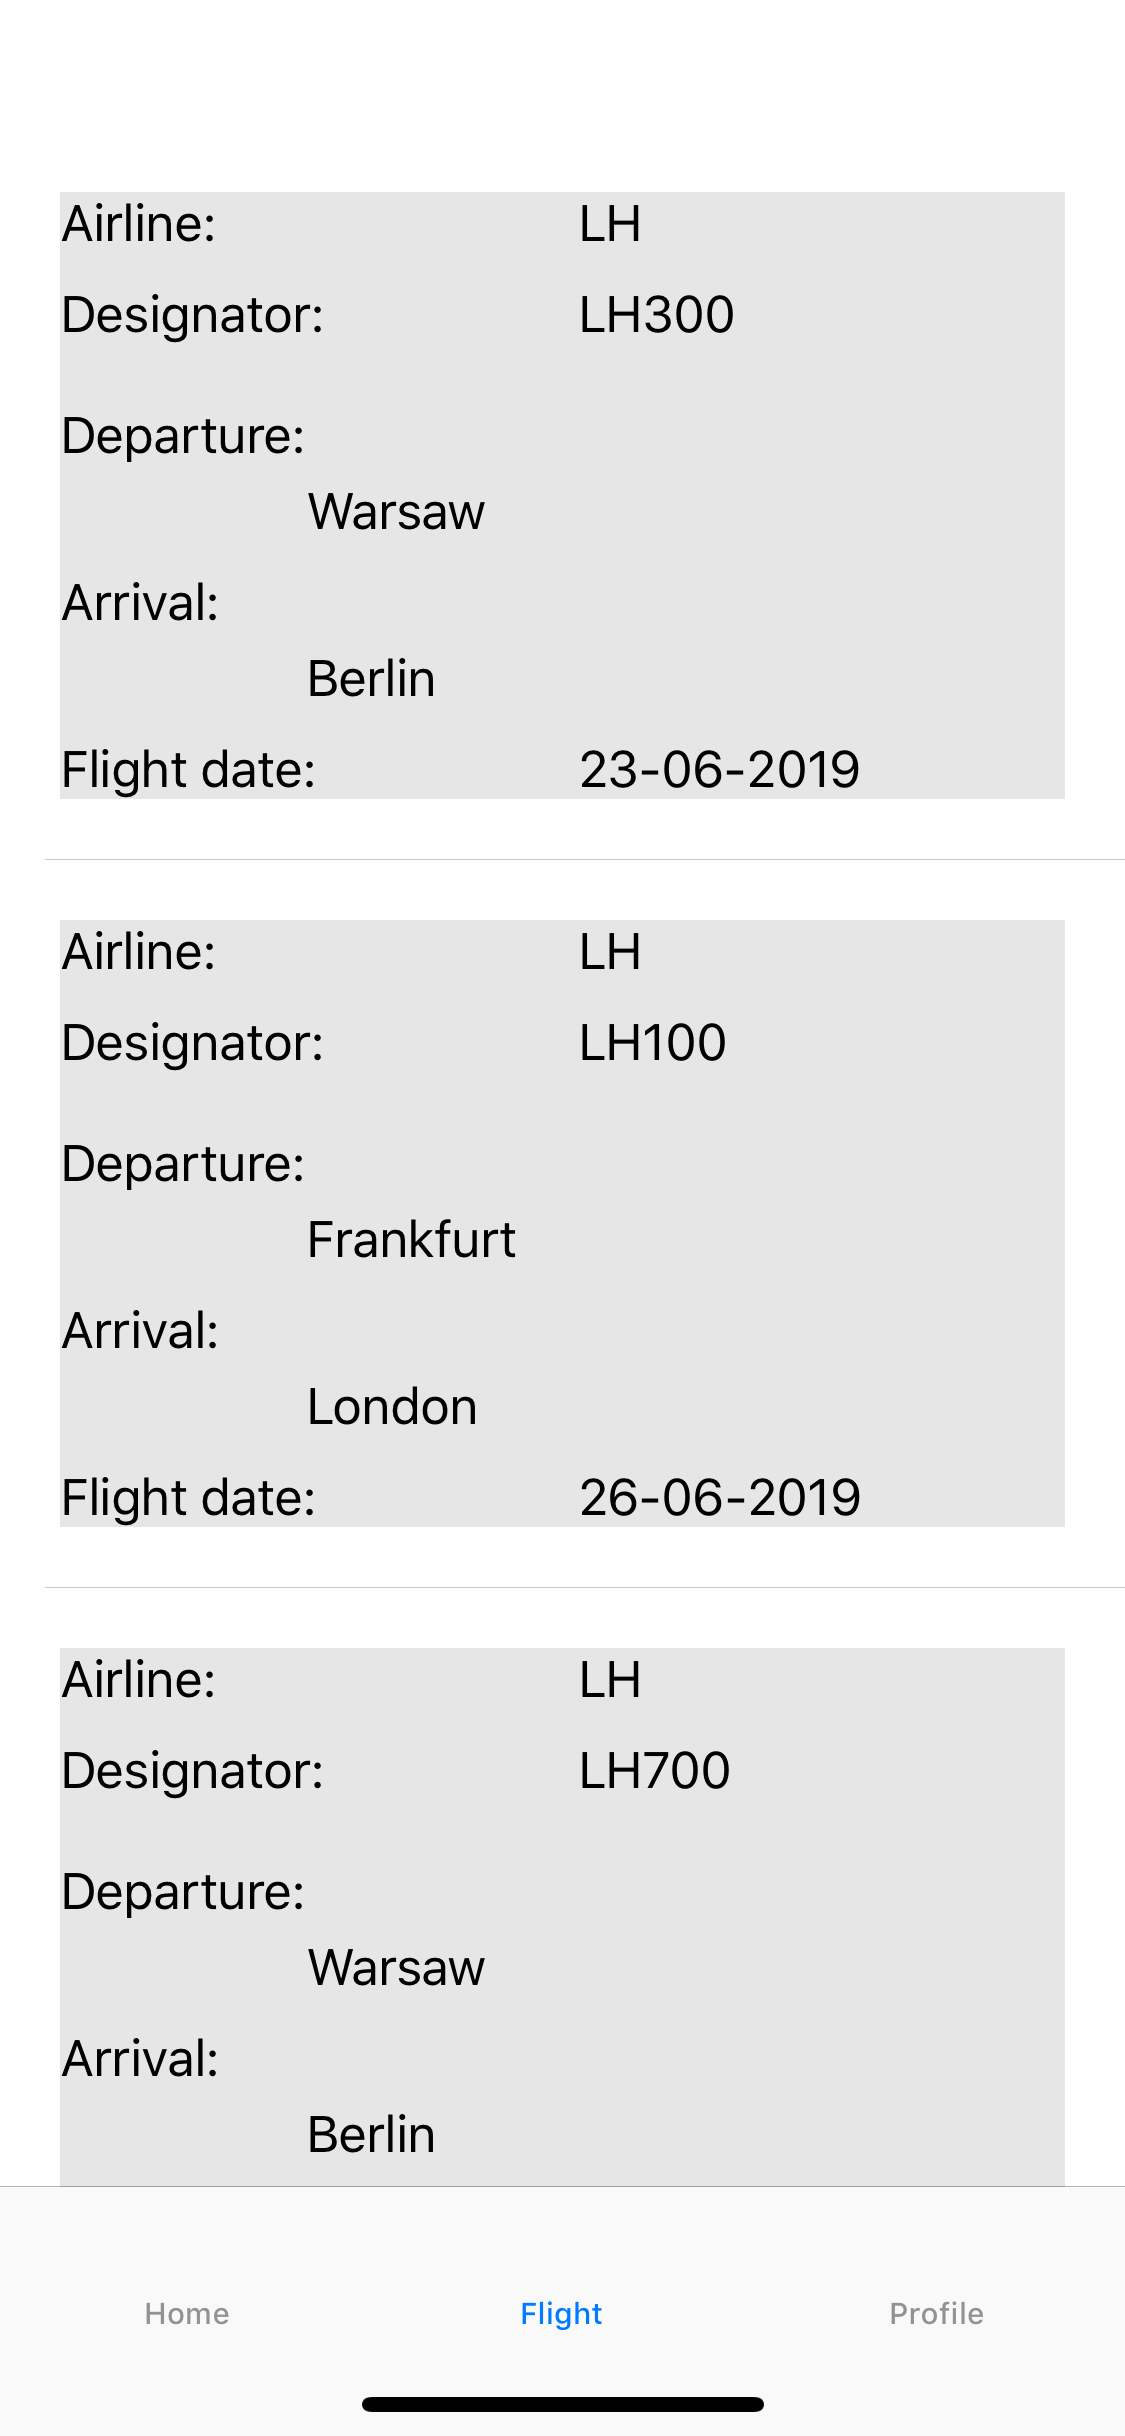 Airline: LH
Designator: LH300
Departure:
Warsaw
Arrival:
Berlin
Flight date: 23-06-2019
Airline: LH
Designator: LH100
Departure:
Frankfurt
Arrival:
London
Flight date: 26-06-2019
Airline: LH
Designator: LH700
Departure:
Warsaw
Arrival:
Berlin
Home Flight Profile